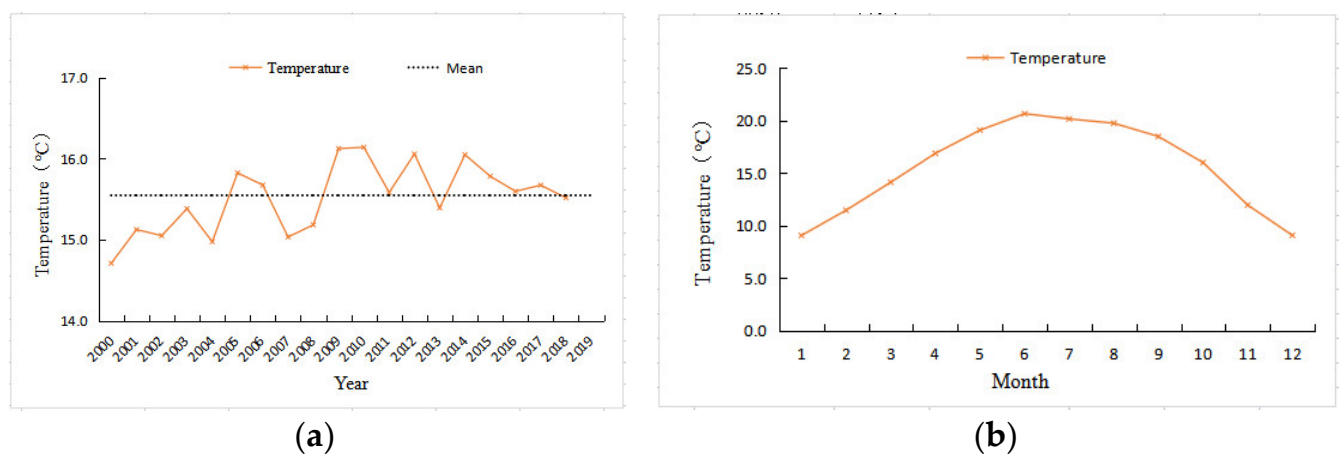 Temperature Mean
17.0
16.0
15.0
14.0
Temperature (℃)
2000 2001 2002 2003 2004 2005 2006 2007 2008 2009 2010 2011 2012 2013 2014 2015 2016 2017 2018 2019
Year
(a)
Temperature
25.0
20.0
15.0
10.0
5.0
0.0
Temperature (℃)
1 2 3 4 5 6 7 8 9 10 11 12
Month
(b)